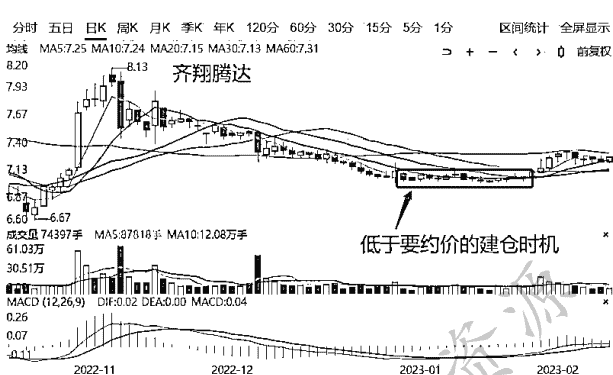 分时 五日 日K 周K 月K 季K 年K 120分 60分 30分 15分 5分 1分 区间统计 全屏显示
均线 MA5:7.25 MA10:7.24 MA20:7.15 MA30:7.13 MA60:7.31 前复权
8.20
8.13
齐翔腾达
7.93
7.67
7.40
7.13
6.87
6.67
6.60
低于要约价的建仓时机
成交量 74397手 MA5:87818手 MA10:12.08万手
61.03万
30.51万
MACD (12,26,9) DIF:0.02 DEA:0.00 MACD:0.04
0.26
0.07
-0.11
2022-11 2022-12 2023-01 2023-02
资源